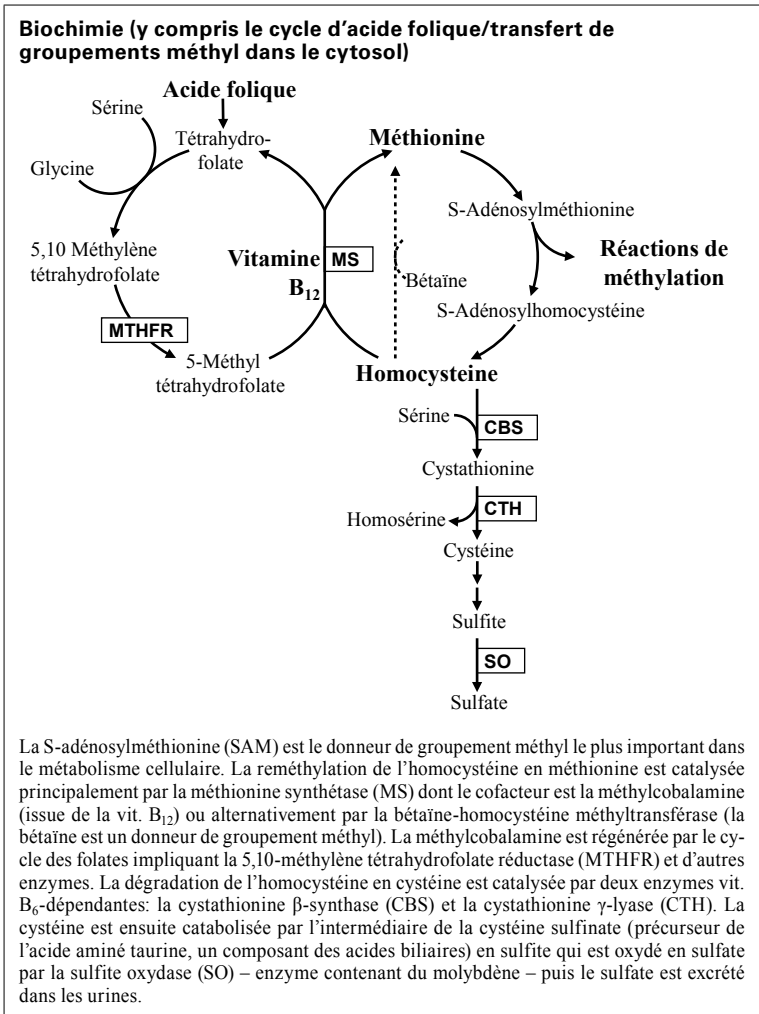 Biochimie (y compris le cycle d’acide folique/transfert de
groupements méthyl dans le cytosol)
Acide folique
Sérine
Tétrahydro-
folate
Méthionine
Glycine
S-Adénosylméthionine
5,10 Méthylène
tétrahydrofolate
Vitamine
B12
MS
Bétaïne
Réactions de
méthylation
S-Adénosylhomocystéine
MTHFR
5-Méthyl
tétrahydrofolate
Homocysteine
Sérine
CBS
Cystathionine
CTH
Homosérine
Cystéine
Sulfite
SO
Sulfate
La S-adénosylméthionine (SAM) est le donneur de groupement méthyl le plus important dans
le métabolisme cellulaire. La reméthylation de l’homocystéine en méthionine est catalysée
principalement par la méthionine synthétase (MS) dont le cofacteur est la méthylcobalamine
(issue de la vit. B12) ou alternativement par la bétaïne-homocystéine méthyltransférase (la
bétaïne est un donneur de groupement méthyl). La méthylcobalamine est régénérée par le cy-
cle des folates impliquant la 5,10-méthylène tétrahydrofolate réductase (MTHFR) et d’autres
enzymes. La dégradation de l’homocystéine en cystéine est catalysée par deux enzymes vit.
B6-dépendantes: la cystathionine β-synthase (CBS) et la cystathionine γ-lyase (CTH). La
cystéine est ensuite catabolisée par l’intermédiaire de la cystéine sulfinate (précurseur de
l’acide aminé taurine, un composant des acides biliaires) en sulfite qui est oxydé en sulfate
par la sulfite oxydase (SO) – enzyme contenant du molybdène – puis le sulfate est excrété
dans les urines.